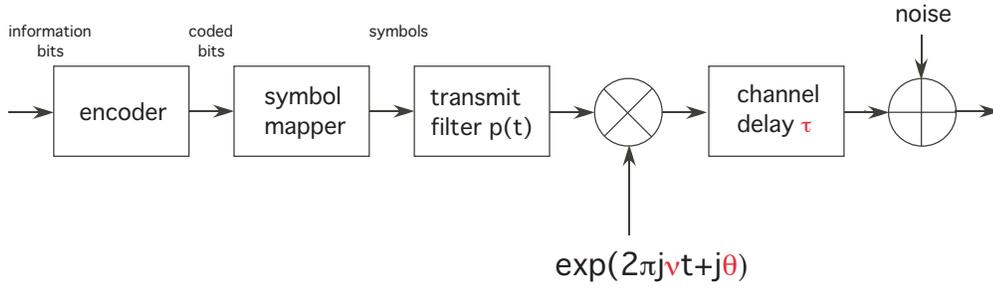 noise
information
bits
coded
bits
symbols
encoder
symbol
mapper
transmit
filter p(t)
channel
delay τ
exp(2πjνt+jθ)